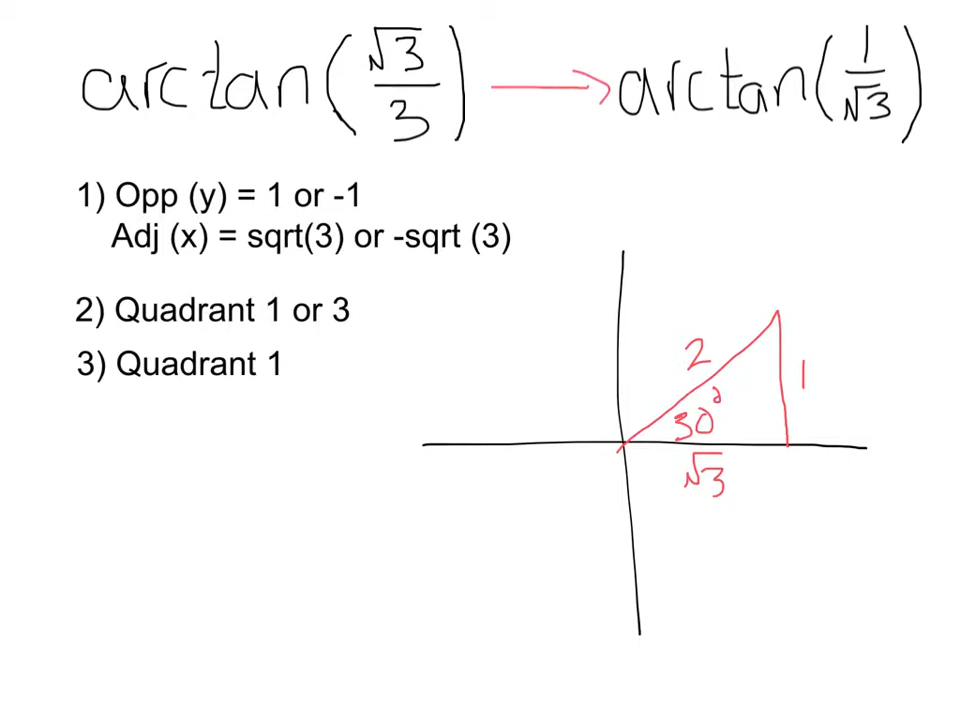 arctan(√3/3) → arctan(1/√3)
1) Opp (y) = 1 or -1
Adj (x) = sqrt(3) or -sqrt (3)
2) Quadrant 1 or 3
3) Quadrant 1
2
1
30°
√3